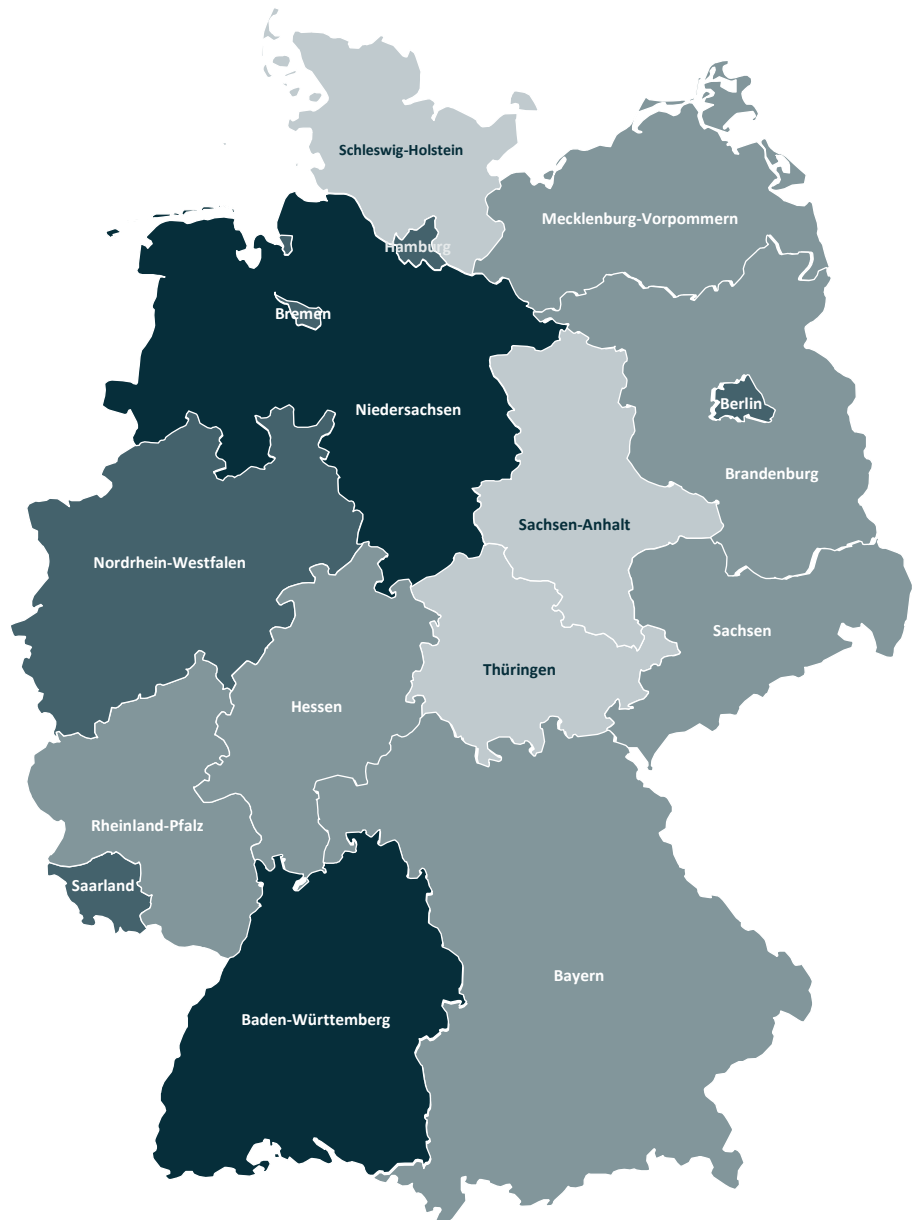 Schleswig-Holstein
Mecklenburg-Vorpommern
Hamburg
Bremen
Berlin
Niedersachsen
Brandenburg
Sachsen-Anhalt
Nordrhein-Westfalen
Sachsen
Thüringen
Hessen
Rheinland-Pfalz
Saarland
Bayern
Baden-Württemberg